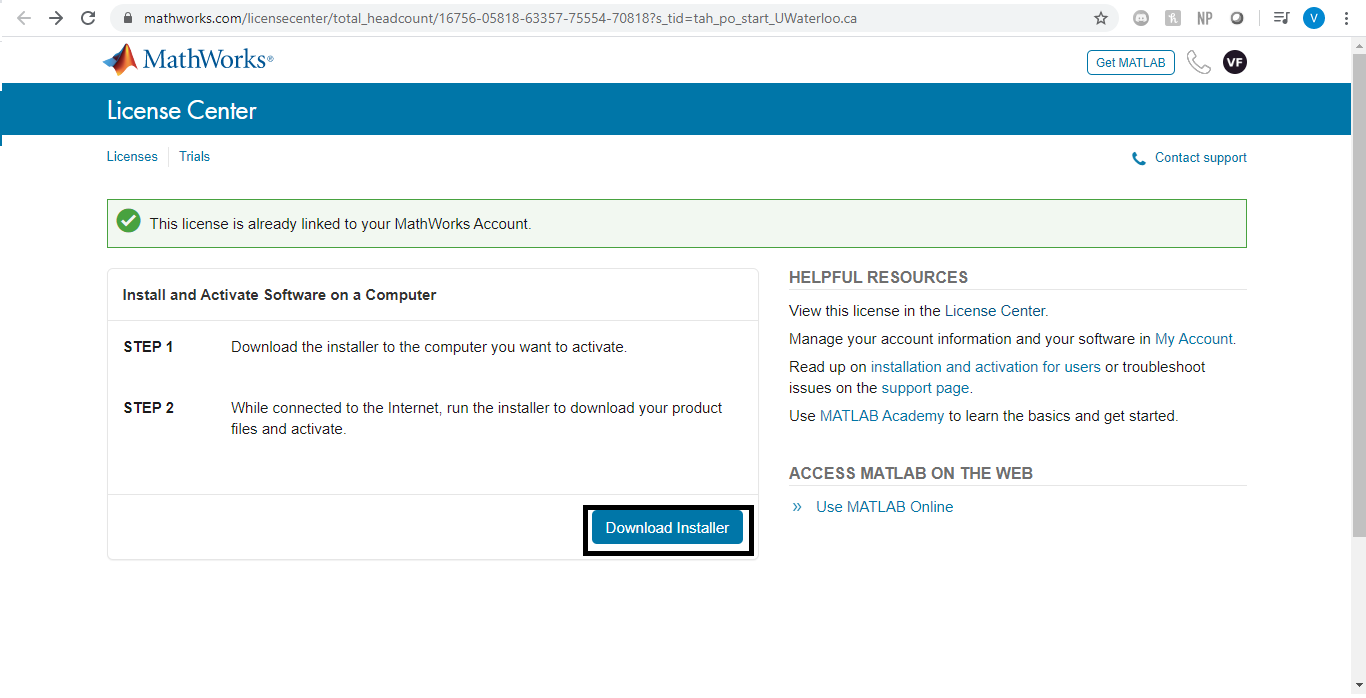 mathworks.com/licensecenter/total_headcount/16756-05818-63357-75554-70818?s_tid=tah_po_start_UWaterloo.ca
NP
V
MathWorks®
Get MATLAB
VF
License Center
Licenses
Trials
Contact support
This license is already linked to your MathWorks Account.
Install and Activate Software on a Computer
STEP 1 Download the installer to the computer you want to activate.
STEP 2 While connected to the Internet, run the installer to download your product
files and activate.
Download Installer
HELPFUL RESOURCES
View this license in the License Center.
Manage your account information and your software in My Account.
Read up on installation and activation for users or troubleshoot
issues on the support page.
Use MATLAB Academy to learn the basics and get started.
ACCESS MATLAB ON THE WEB
» Use MATLAB Online